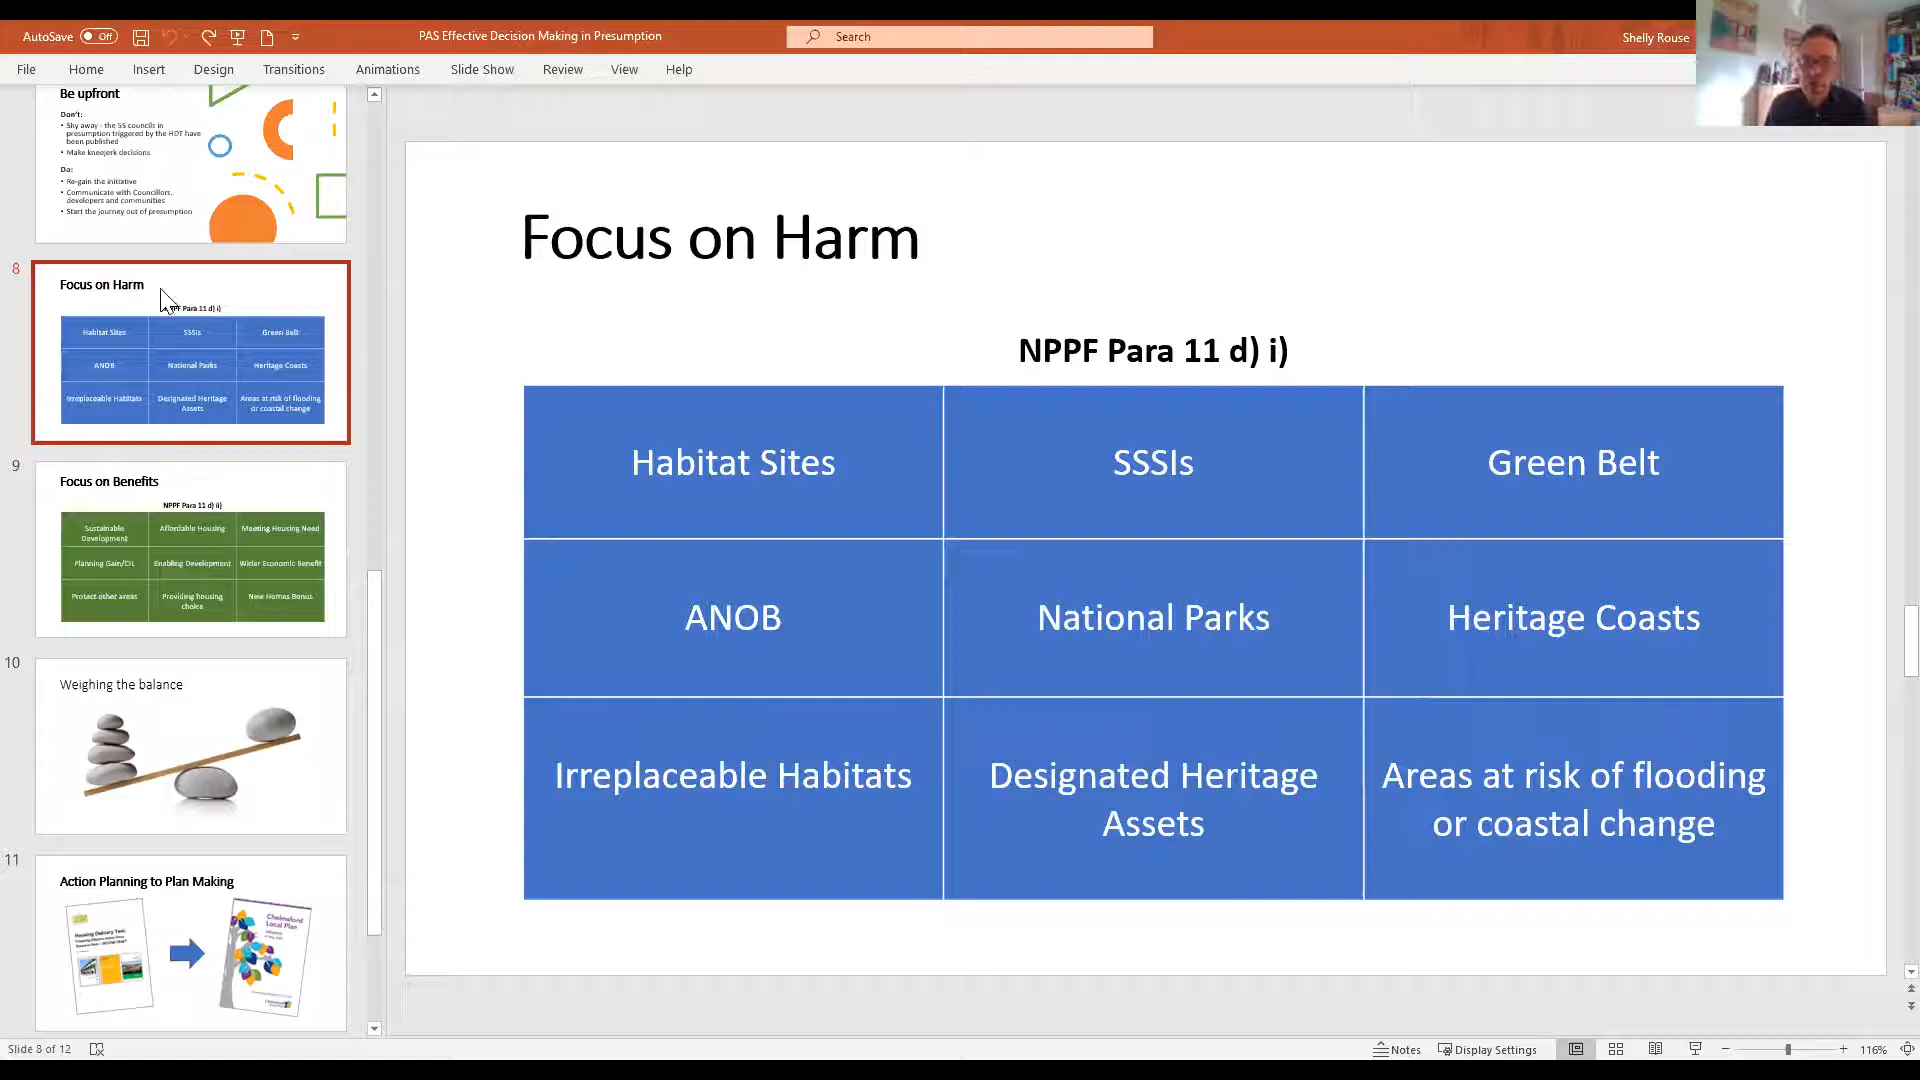 AutoSave Off
PAS Effective Decision Making in Presumption
Search
Shelly Rouse
File Home Insert Design Transitions Animations Slide Show Review View Help
Be upfront
Don't:
• Shy away - the 55 councils in
presumption triggered by the HDT have
been published
• Make kneejerk decisions
Do:
• Re-gain the initiative
• Communicate with Councillors,
developers and communities
• Start the journey out of presumption
8
Focus on Harm
Para 11 d) i)
Habitat Sites SSSIs Green Belt
ANOB National Parks Heritage Coasts
Irreplaceable Habitats Designated Heritage Assets Areas at risk of flooding or coastal change
9
Focus on Benefits
NPPF Para 11 d) ii)
Sustainable Development Affordable Housing Meeting Housing Need
Planning Gain/CIL Enabling Development Wider Economic Benefit
Protect other areas Providing housing choice New Homes Bonus
10
Weighing the balance
11
Action Planning to Plan Making
Housing Delivery Test:
Chelmsford
Local Plan
Focus on Harm
NPPF Para 11 d) i)
Habitat Sites SSSIs Green Belt
ANOB National Parks Heritage Coasts
Irreplaceable Habitats Designated Heritage Areas at risk of flooding
Assets or coastal change
Slide 8 of 12
Notes Display Settings 116%